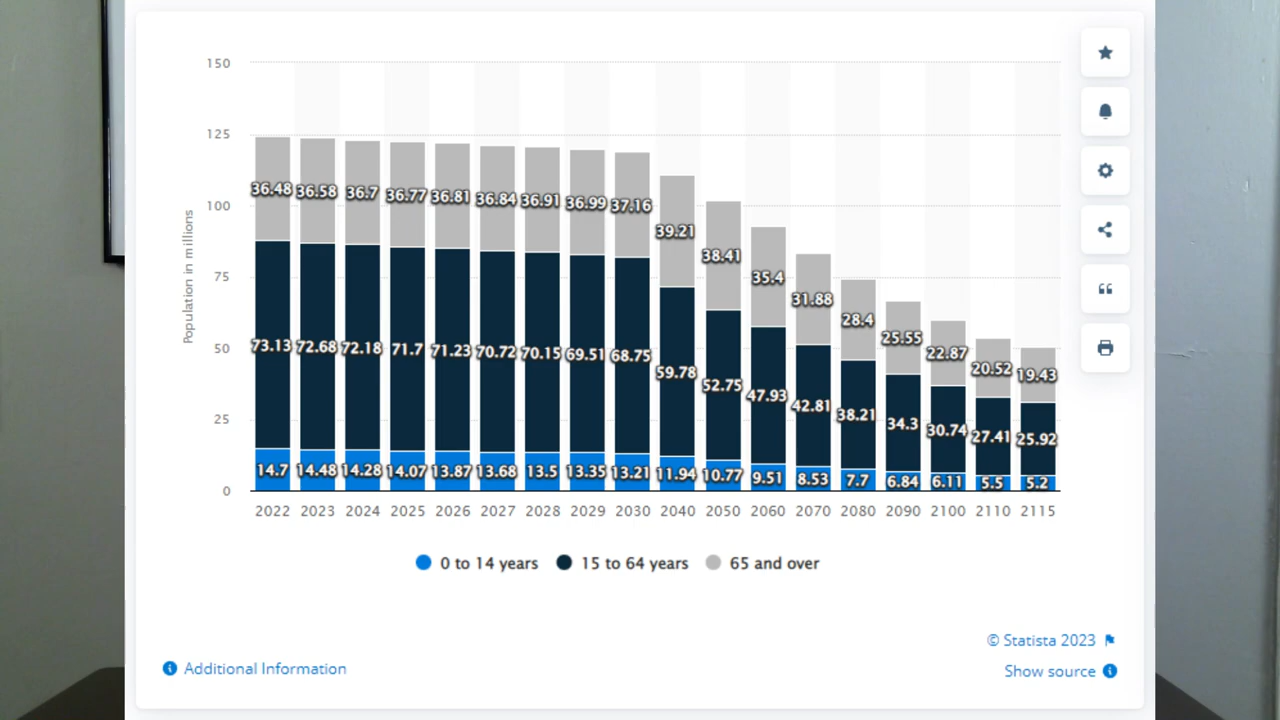 150
125
100
75
50
25
0
Population in millions
36.48 36.58 36.7 36.77 36.81 36.84 36.91 36.99 37.16 39.21 38.41 35.4 31.88 28.4 25.55 22.87 20.52 19.43
73.13 72.68 72.18 71.7 71.23 70.72 70.15 69.51 68.75 59.78 52.75 47.93 42.81 38.21 34.3 30.74 27.41 25.92
14.7 14.48 14.28 14.07 13.87 13.68 13.5 13.35 13.21 11.94 10.77 9.51 8.53 7.7 6.84 6.11 5.5 5.2
2022 2023 2024 2025 2026 2027 2028 2029 2030 2040 2050 2060 2070 2080 2090 2100 2110 2115
0 to 14 years 15 to 64 years 65 and over
© Statista 2023
Additional Information
Show source